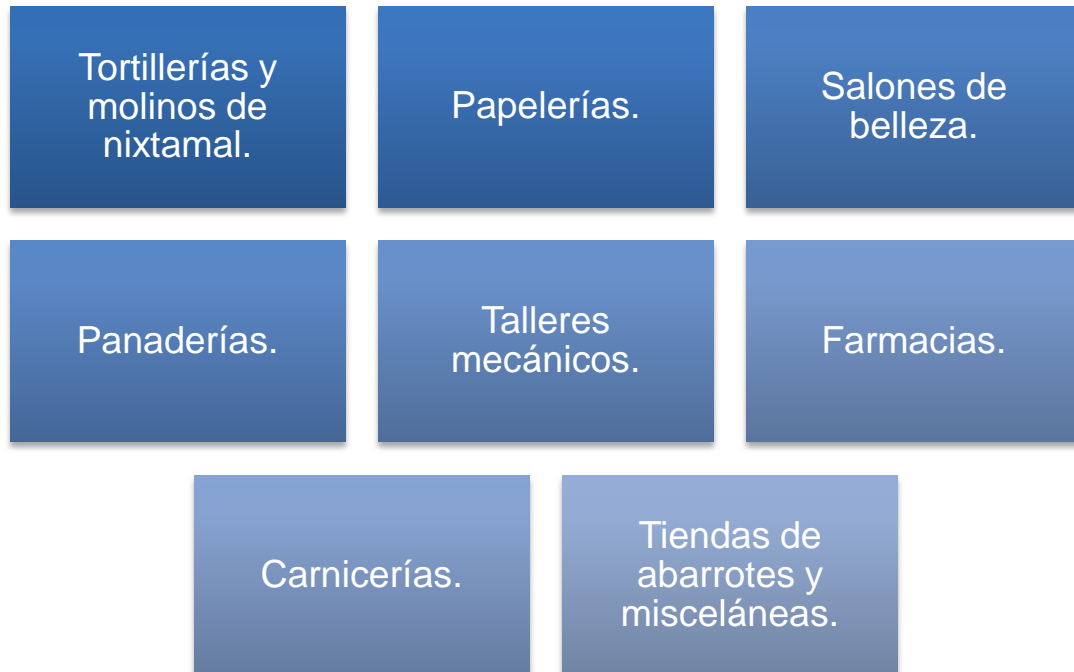 Tortillerías y
molinos de
nixtamal.
Papelerías.
Salones de
belleza.
Panaderías.
Talleres
mecánicos.
Farmacias.
Carnicerías.
Tiendas de
abarrotes y
misceláneas.